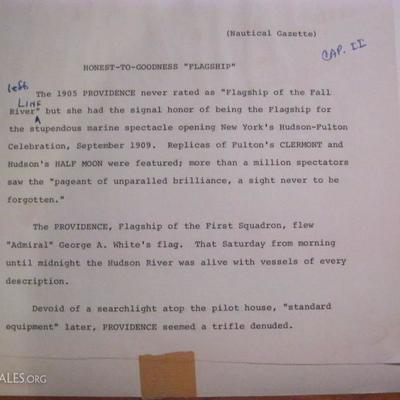 (Nautical Gazette)
CAP. II
HONEST-TO-GOODNESS "FLAGSHIP"
left
The 1905 PROVIDENCE never rated as "Flagship of the Fall
LINE
River" but she had the signal honor of being the Flagship for
the stupendous marine spectacle opening New York's Hudson-Fulton
Celebration, September 1909. Replicas of Fulton's CLERMONT and
Hudson's HALF MOON were featured; more than a million spectators
saw the "pageant of unparalled brilliance, a sight never to be
forgotten."
The PROVIDENCE, Flagship of the First Squadron, flew
"Admiral" George A. White's flag. That Saturday from morning
until midnight the Hudson River was alive with vessels of every
description.
Devoid of a searchlight atop the pilot house, "standard
equipment" later, PROVIDENCE seemed a trifle denuded.
ALES.ORG